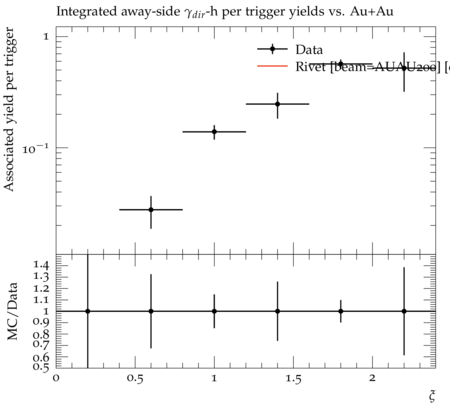 Integrated away-side γdir-h per trigger yields vs. Au+Au
Associated yield per trigger
1
10⁻¹
Data
Rivet [beam=AUAU200] [
MC/Data
1.4
1.3
1.2
1.1
1
0.9
0.8
0.7
0.6
0.5
0 0.5 1 1.5 2
ξ